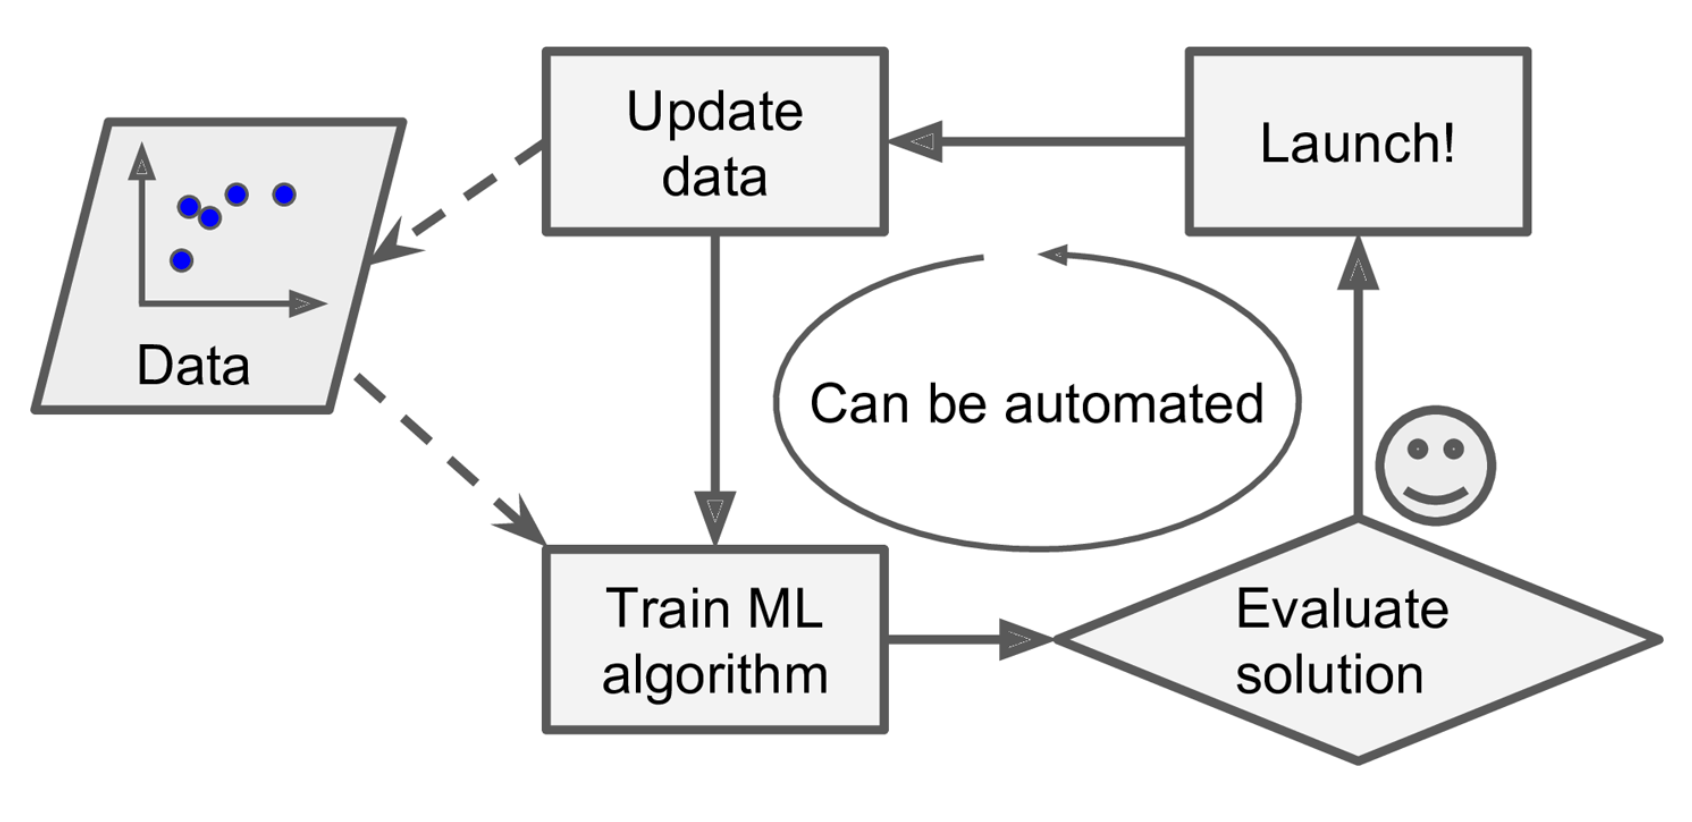 Update
data
Launch!
Data
Can be automated
Train ML
algorithm
Evaluate
solution